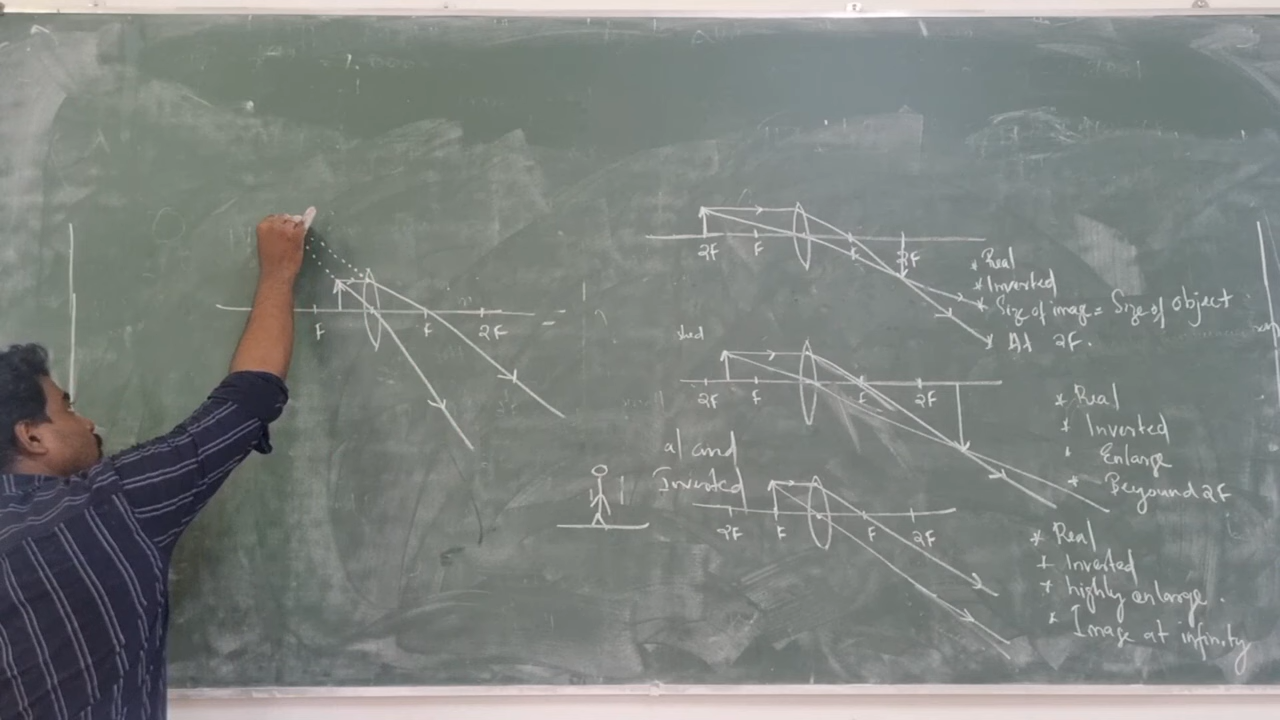 F F 2F
2F F F 2F
* Real
* Inverted
* Size of image = Size of object
* At 2F.
shed
2F F F 2F
* Real
* Inverted
* Enlarge
* Beyound 2F
al and
Inverted
2F F F 2F
* Real
* Inverted
* highly enlarge.
* Image at infinity